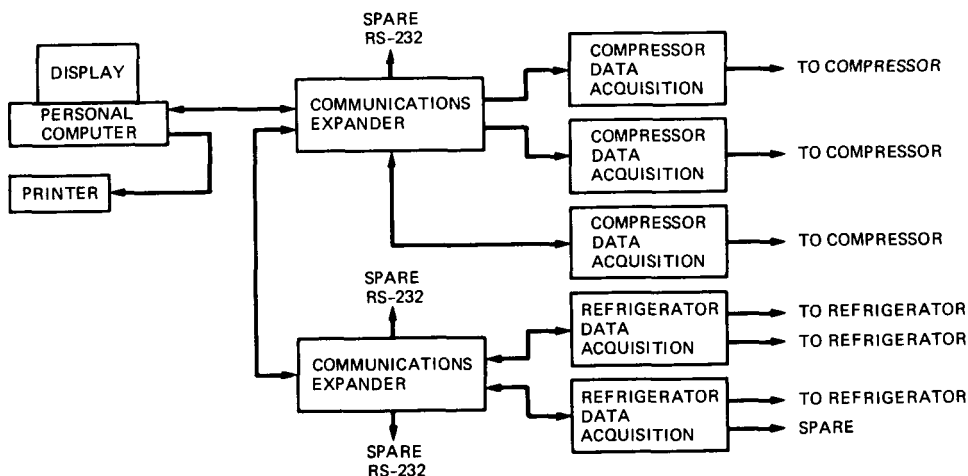 SPARE
RS-232
DISPLAY
PERSONAL
COMPUTER
PRINTER
COMMUNICATIONS
EXPANDER
COMPRESSOR
DATA
ACQUISITION
TO COMPRESSOR
COMPRESSOR
DATA
ACQUISITION
TO COMPRESSOR
COMPRESSOR
DATA
ACQUISITION
TO COMPRESSOR
SPARE
RS-232
COMMUNICATIONS
EXPANDER
SPARE
RS-232
REFRIGERATOR
DATA
ACQUISITION
TO REFRIGERATOR
TO REFRIGERATOR
REFRIGERATOR
DATA
ACQUISITION
TO REFRIGERATOR
SPARE